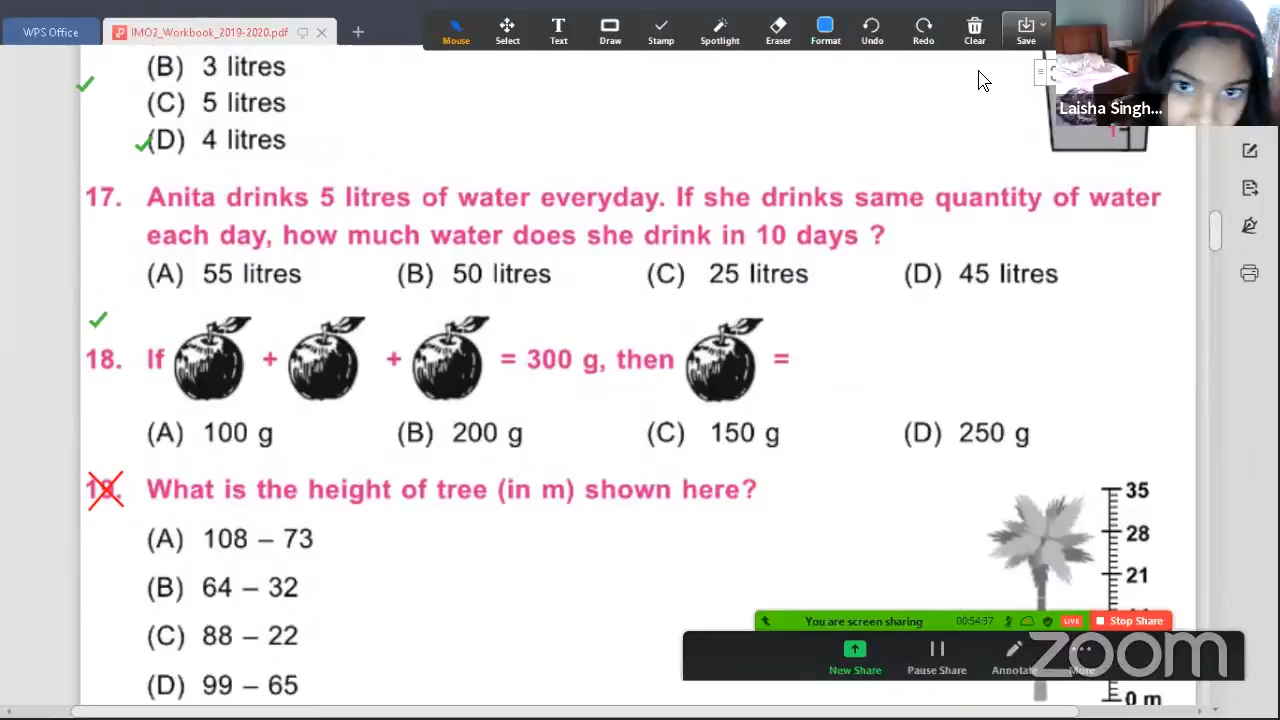 WPS Office
IMO2_Workbook_2019-2020.pdf
Mouse Select Text Draw Stamp Spotlight Eraser Format Undo Redo Clear Save
Laisha Singh...
(B) 3 litres
(C) 5 litres
(D) 4 litres
1
17. Anita drinks 5 litres of water everyday. If she drinks same quantity of water
each day, how much water does she drink in 10 days ?
(A) 55 litres (B) 50 litres (C) 25 litres (D) 45 litres
18. If + + = 300 g, then =
(A) 100 g (B) 200 g (C) 150 g (D) 250 g
19. What is the height of tree (in m) shown here?
(A) 108 – 73
(B) 64 – 32
(C) 88 – 22
(D) 99 – 65
35
28
21
0 m
You are screen sharing 00:54:37 LIVE Stop Share
New Share Pause Share Annotate More
zoom